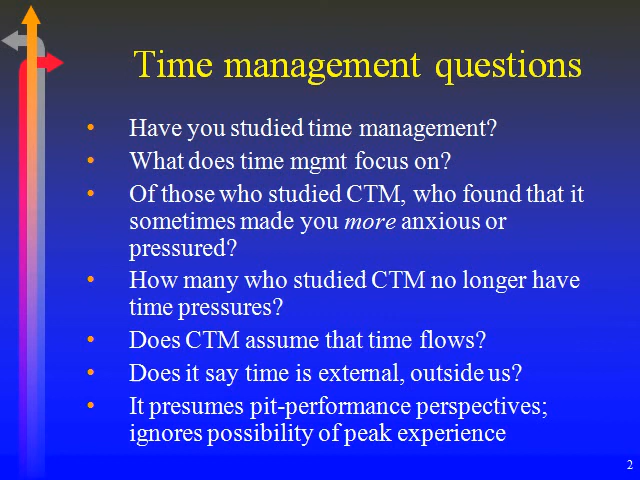 Time management questions
• Have you studied time management?
• What does time mgmt focus on?
• Of those who studied CTM, who found that it
sometimes made you more anxious or
pressured?
• How many who studied CTM no longer have
time pressures?
• Does CTM assume that time flows?
• Does it say time is external, outside us?
• It presumes pit-performance perspectives;
ignores possibility of peak experience
2